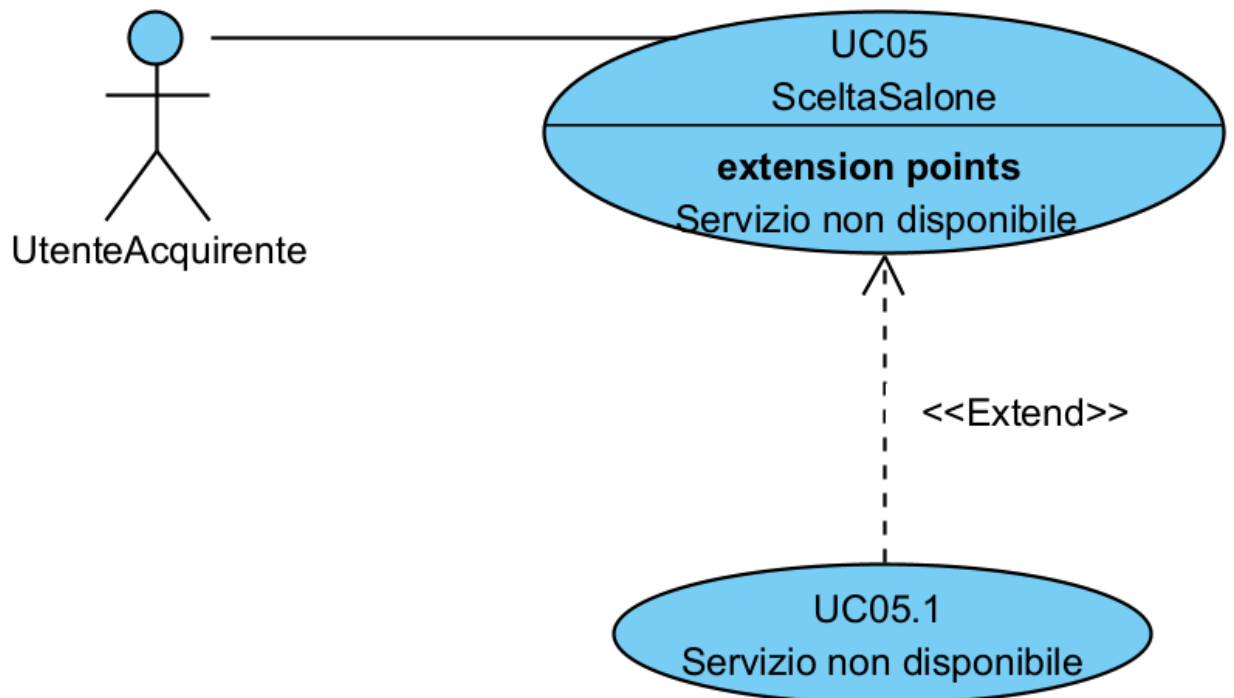 UC05
SceltaSalone
extension points
Servizio non disponibile
UtenteAcquirente
<<Extend>>
UC05.1
Servizio non disponibile